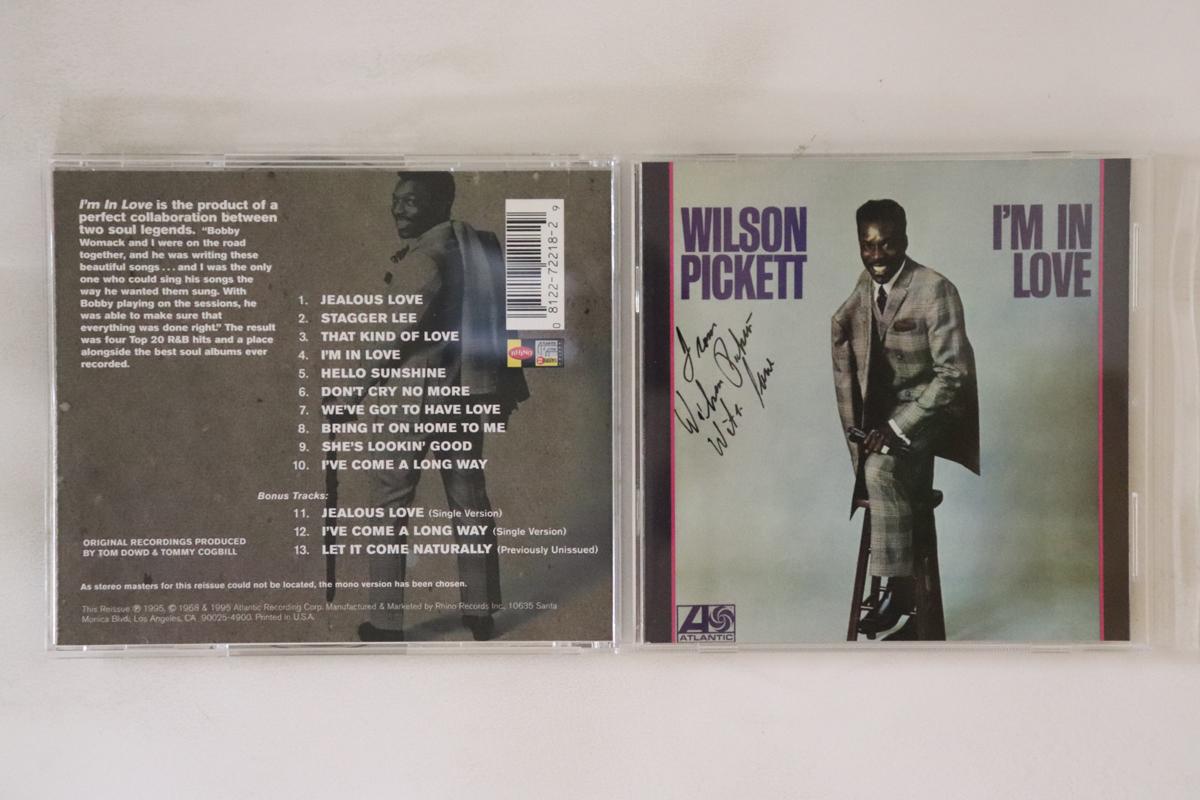 I'm In Love is the product of a
perfect collaboration between
two soul legends. "Bobby
Womack and I were on the road
together, and he was writing these
beautiful songs...and I was the only
one who could sing his songs the
way he wanted them sung. With
Bobby playing on the sessions, he
was able to make sure that
everything was done right." The result
was four Top 20 R&B hits and a place
alongside the best soul albums ever
recorded.
1. JEALOUS LOVE
2. STAGGER LEE
3. THAT KIND OF LOVE
4. I'M IN LOVE
5. HELLO SUNSHINE
6. DON'T CRY NO MORE
7. WE'VE GOT TO HAVE LOVE
8. BRING IT ON HOME TO ME
9. SHE'S LOOKIN' GOOD
10. I'VE COME A LONG WAY
Bonus Tracks:
11. JEALOUS LOVE (Single Version)
12. I'VE COME A LONG WAY (Single Version)
13. LET IT COME NATURALLY (Previously Unissued)
ORIGINAL RECORDINGS PRODUCED
BY TOM DOWD & TOMMY COGBILL
As stereo masters for this reissue could not be located, the mono version has been chosen.
This Reissue ℗ 1995, © 1968 & 1995 Atlantic Recording Corp. Manufactured & Marketed by Rhino Records Inc., 10635 Santa
Monica Blvd, Los Angeles, CA 90025-4900. Printed in U.S.A.
0 8122-72218-2 9
RHINO
WILSON
PICKETT
I'M IN
LOVE
From
Wilson Pickett
With Love
ATLANTIC